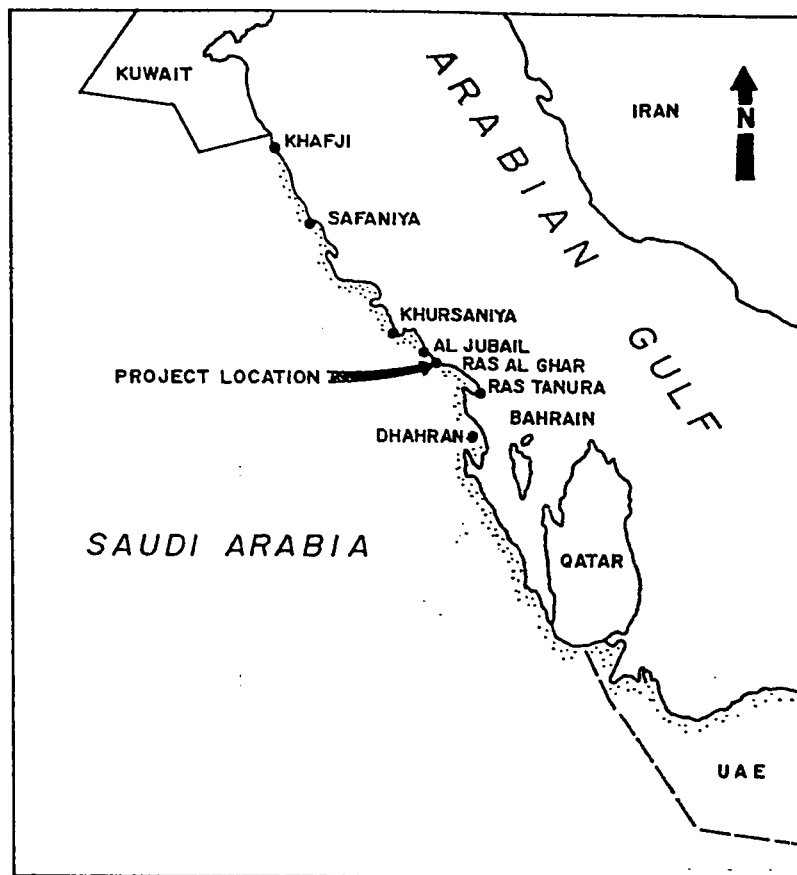 KUWAIT
ARABIAN GULF
IRAN
N
KHAFJI
SAFANIYA
KHURSANIYA
AL JUBAIL
PROJECT LOCATION
RAS AL GHAR
RAS TANURA
BAHRAIN
DHAHRAN
SAUDI ARABIA
QATAR
UAE